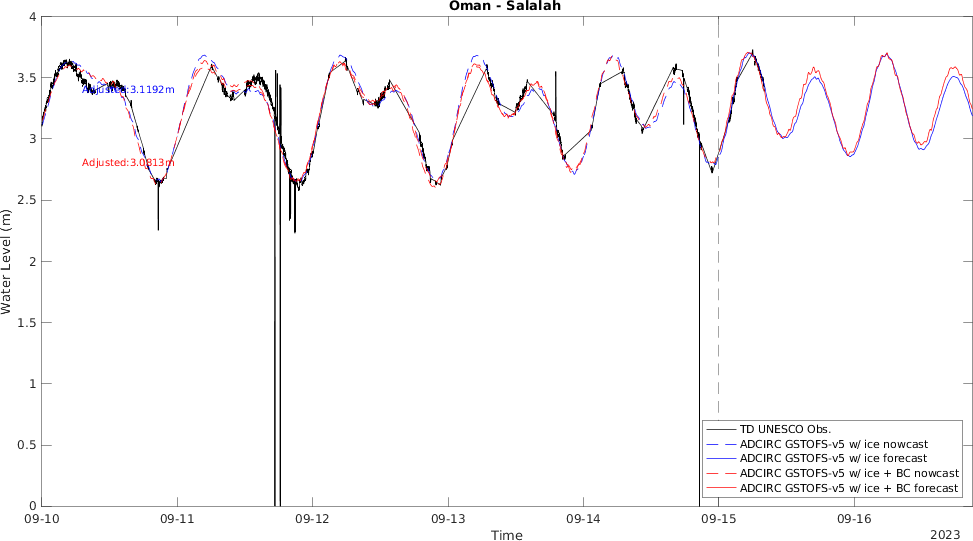 Oman - Salalah
4
3.5
3
2.5
2
1.5
1
0.5
0
Water Level (m)
Adjusted:3.1192m
Adjusted:3.0813m
TD UNESCO Obs.
ADCIRC GSTOFS-v5 w/ ice nowcast
ADCIRC GSTOFS-v5 w/ ice forecast
ADCIRC GSTOFS-v5 w/ ice + BC nowcast
ADCIRC GSTOFS-v5 w/ ice + BC forecast
09-10 09-11 09-12 09-13 09-14 09-15 09-16
Time
2023